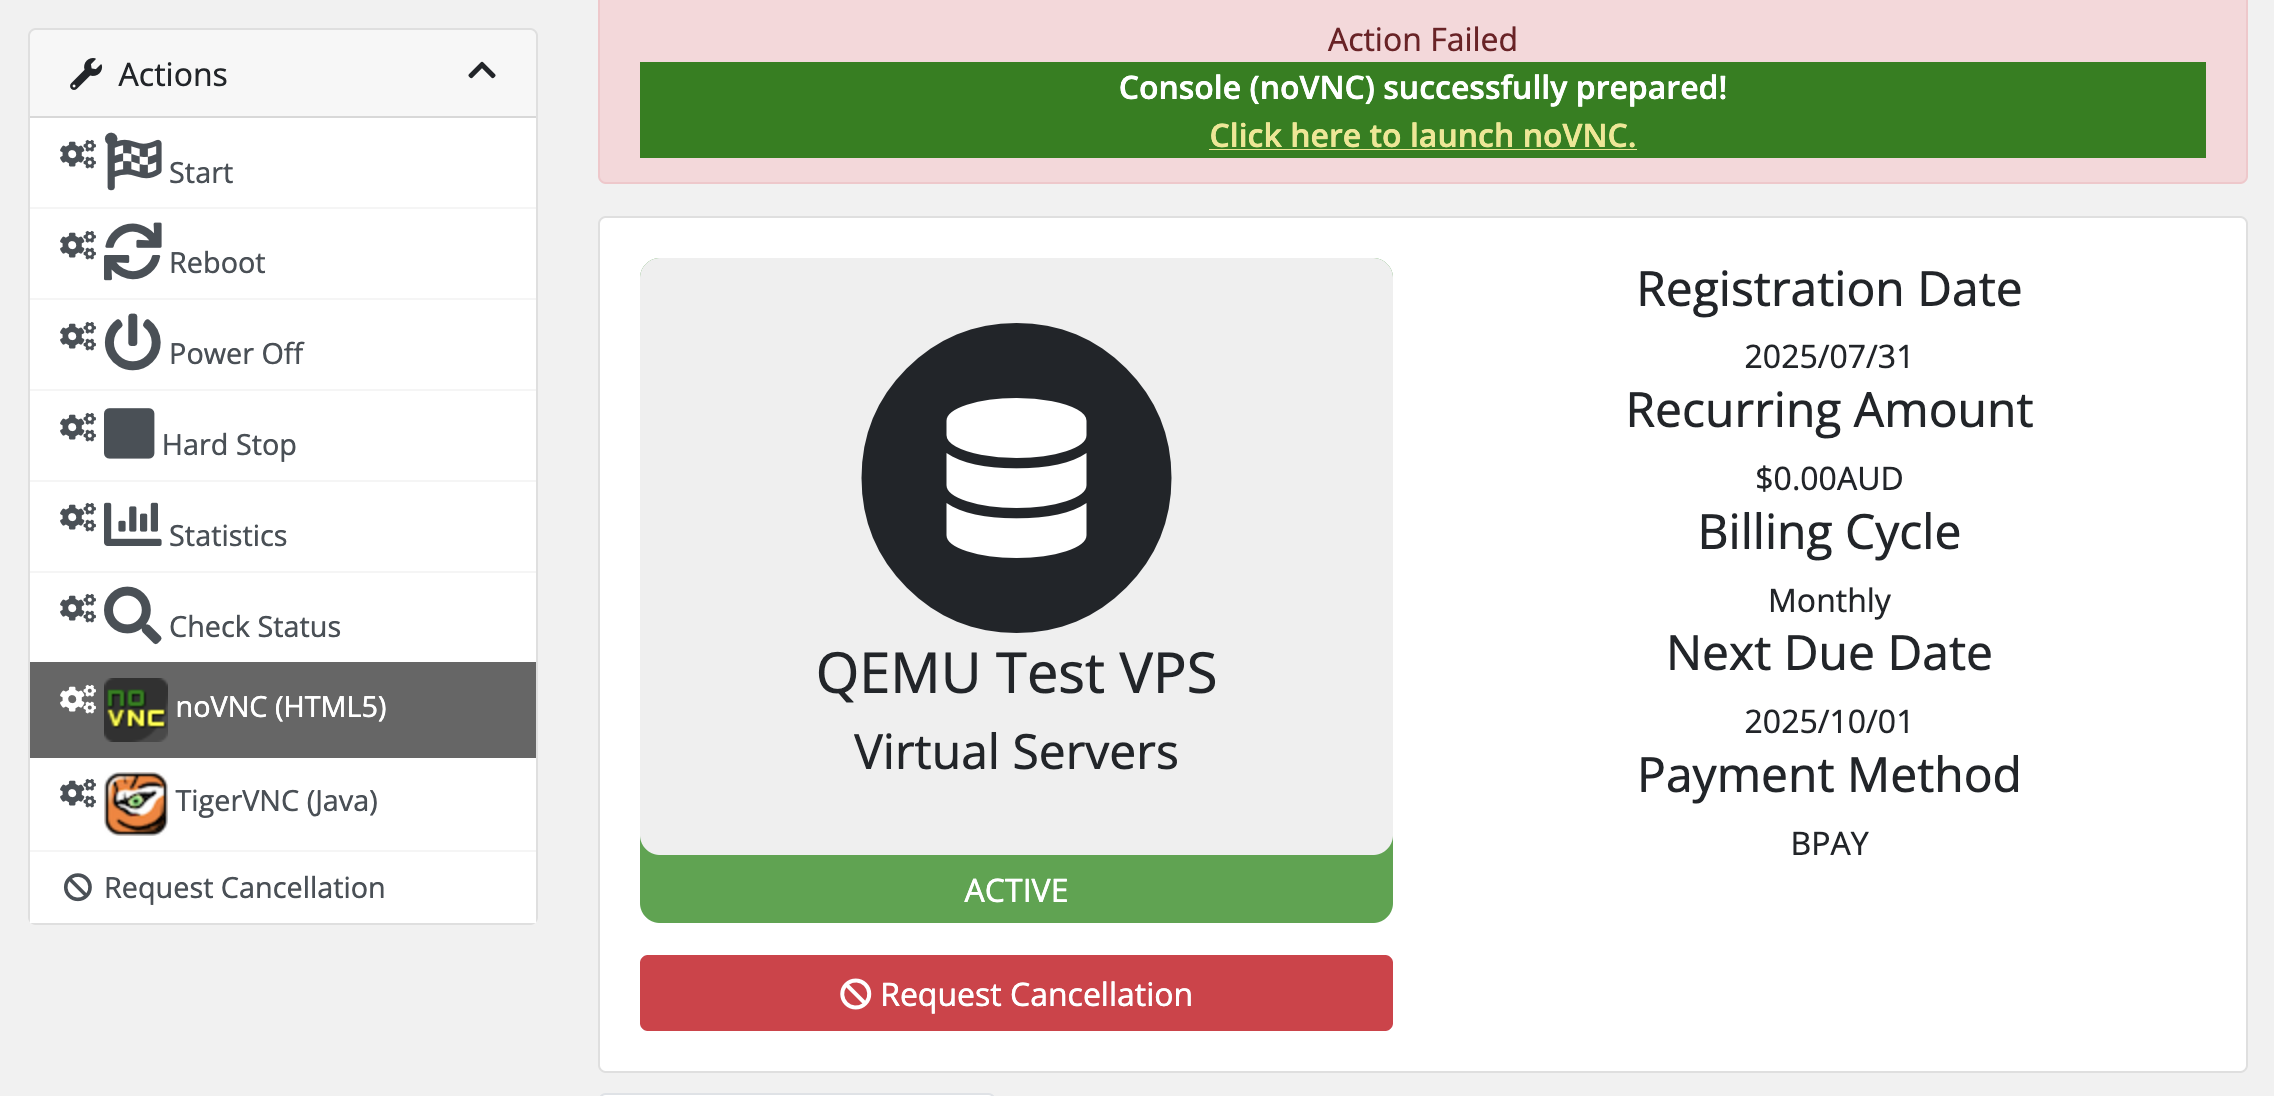 Actions
Start
Reboot
Power Off
Hard Stop
Statistics
Check Status
no
VNC
noVNC (HTML5)
TigerVNC (Java)
Request Cancellation
Action Failed
Console (noVNC) successfully prepared!
Click here to launch noVNC.
QEMU Test VPS
Virtual Servers
ACTIVE
Request Cancellation
Registration Date
2025/07/31
Recurring Amount
$0.00AUD
Billing Cycle
Monthly
Next Due Date
2025/10/01
Payment Method
BPAY